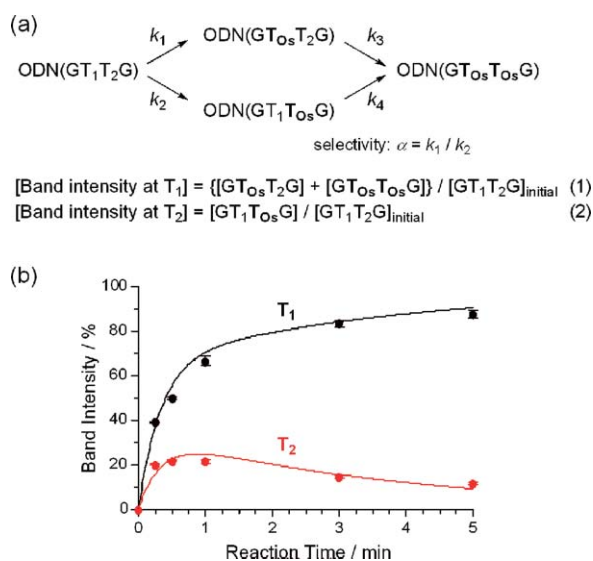 (a)
k1 ODN(GTOsT2G) k3
ODN(GT1T2G) ODN(GTOsTOsG)
k2 ODN(GT1TOsG) k4
selectivity: α = k1 / k2
[Band intensity at T1] = {[GTOsT2G] + [GTOsTOsG]} / [GT1T2G]initial (1)
[Band intensity at T2] = [GT1TOsG] / [GT1T2G]initial (2)
(b)
100
80
60
40
20
0
Band Intensity / %
T1
T2
0 1 2 3 4 5
Reaction Time / min